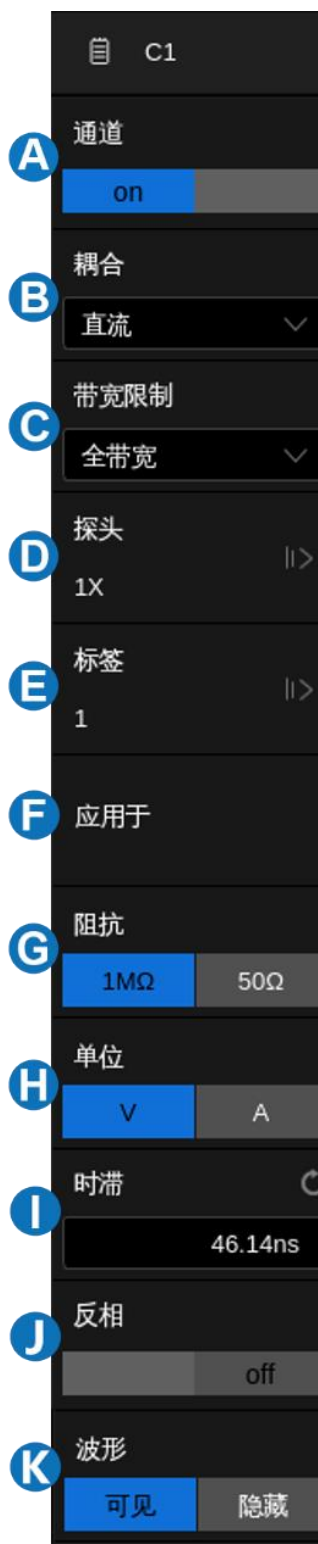 C1
A
通道
on
B
耦合
直流
C
带宽限制
全带宽
D
探头
1X
E
标签
1
F
应用于
G
阻抗
1MΩ 50Ω
H
单位
V A
I
时滞
46.14ns
J
反相
off
K
波形
可见 隐藏